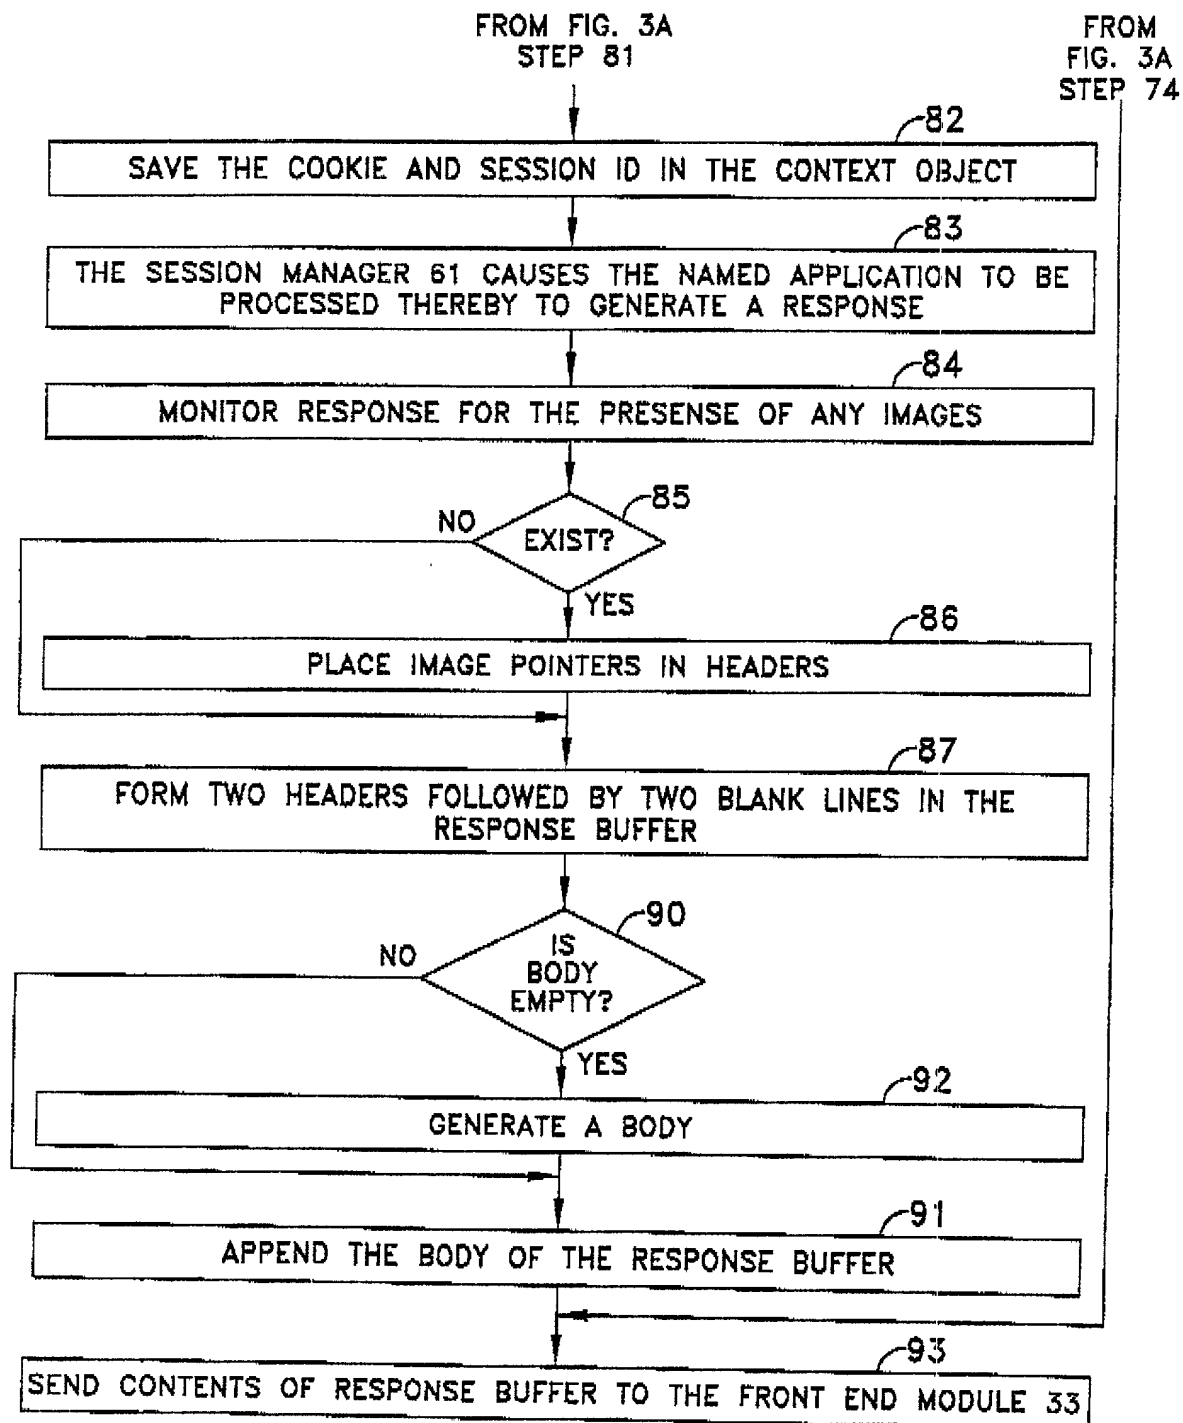 FROM FIG. 3A
STEP 81
FROM
FIG. 3A
STEP 74
82
SAVE THE COOKIE AND SESSION ID IN THE CONTEXT OBJECT
83
THE SESSION MANAGER 61 CAUSES THE NAMED APPLICATION TO BE
PROCESSED THEREBY TO GENERATE A RESPONSE
84
MONITOR RESPONSE FOR THE PRESENSE OF ANY IMAGES
85
NO
EXIST?
YES
86
PLACE IMAGE POINTERS IN HEADERS
87
FORM TWO HEADERS FOLLOWED BY TWO BLANK LINES IN THE
RESPONSE BUFFER
90
NO
IS
BODY
EMPTY?
YES
92
GENERATE A BODY
91
APPEND THE BODY OF THE RESPONSE BUFFER
93
SEND CONTENTS OF RESPONSE BUFFER TO THE FRONT END MODULE 33